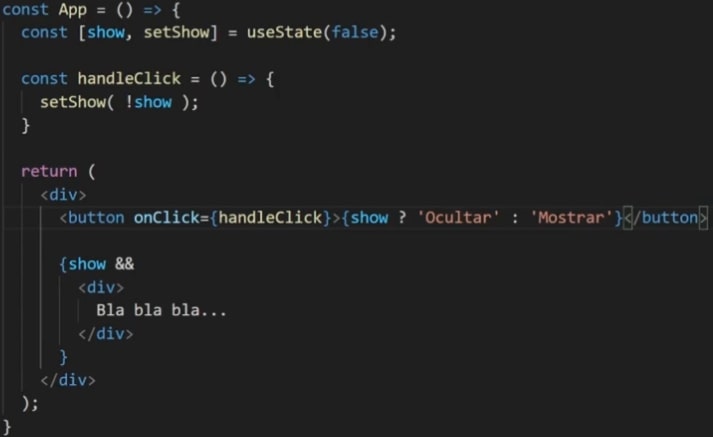 const App = () => {
  const [show, setShow] = useState(false);

  const handleClick = () => {
    setShow( !show );
  }

  return (
    <div>
      <button onClick={handleClick}>{show ? 'Ocultar' : 'Mostrar'}</button>

      {show &&
        <div>
          Bla bla bla...
        </div>
      }
    </div>
  );
}